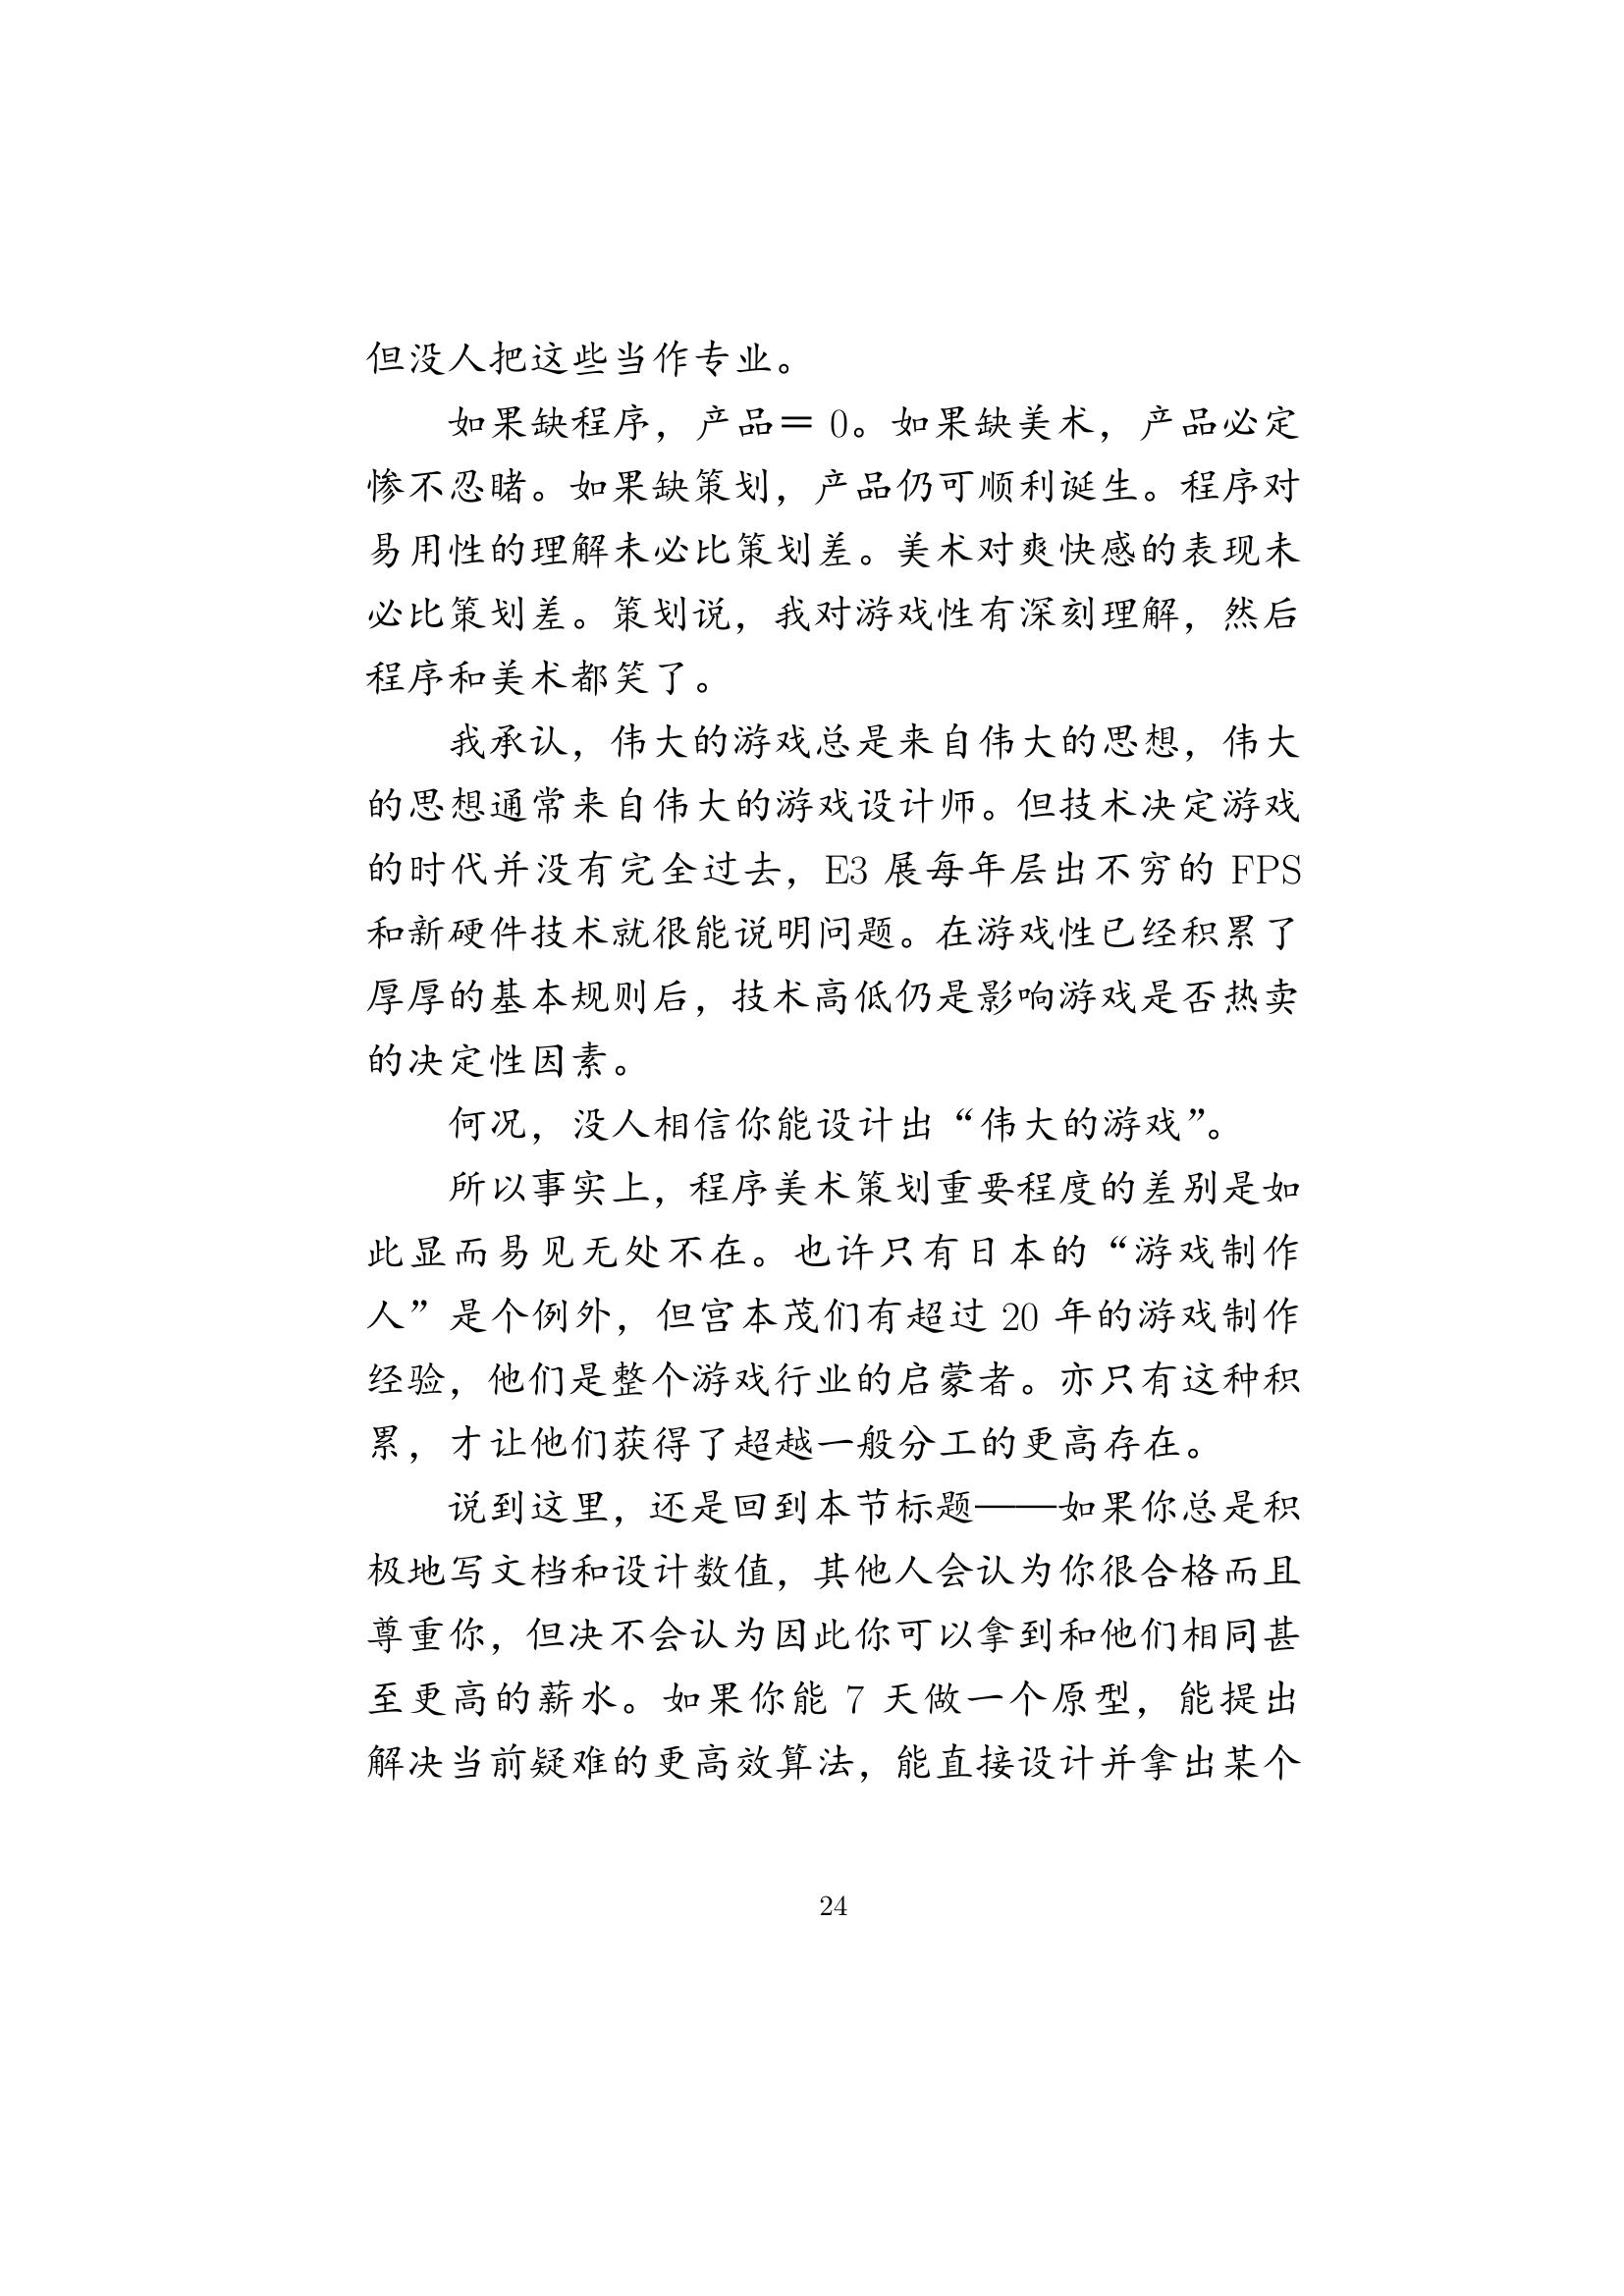 但没人把这些当作专业。
如果缺程序，产品＝ 0。如果缺美术，产品必定
惨不忍睹。如果缺策划，产品仍可顺利诞生。程序对
易用性的理解未必比策划差。美术对爽快感的表现未
必比策划差。策划说，我对游戏性有深刻理解，然后
程序和美术都笑了。
我承认，伟大的游戏总是来自伟大的思想，伟大
的思想通常来自伟大的游戏设计师。但技术决定游戏
的时代并没有完全过去，E3 展每年层出不穷的 FPS
和新硬件技术就很能说明问题。在游戏性已经积累了
厚厚的基本规则后，技术高低仍是影响游戏是否热卖
的决定性因素。
何况，没人相信你能设计出“伟大的游戏”。
所以事实上，程序美术策划重要程度的差别是如
此显而易见无处不在。也许只有日本的“游戏制作
人”是个例外，但宫本茂们有超过 20 年的游戏制作
经验，他们是整个游戏行业的启蒙者。亦只有这种积
累，才让他们获得了超越一般分工的更高存在。
说到这里，还是回到本节标题——如果你总是积
极地写文档和设计数值，其他人会认为你很合格而且
尊重你，但决不会认为因此你可以拿到和他们相同甚
至更高的薪水。如果你能 7 天做一个原型，能提出
解决当前疑难的更高效算法，能直接设计并拿出某个
24